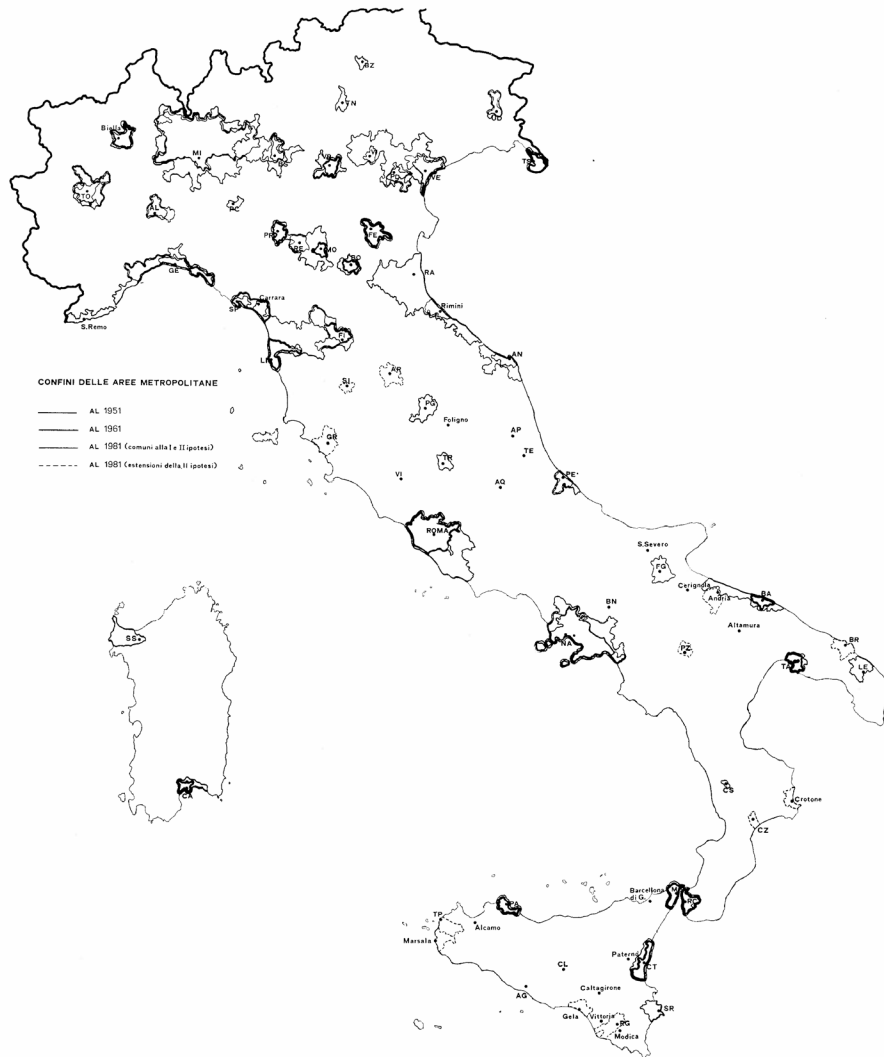 BZ
TN
Biella
MI
TO
VE
TS
AL
PC
PR
RE
MO
FE
BO
GE
RA
S.Remo
SP
Carrara
Rimini
FI
LI
AN
AR
SI
CONFINI DELLE AREE METROPOLITANE
AL 1951
AL 1961
AL 1981 (comuni alla I e II ipotesi)
AL 1981 (estensioni della II ipotesi)
PG
Foligno
GR
AP
TE
TR
VI
AQ
PE
ROMA
S.Severo
FG
Cerignola
Andria
BA
BN
Altamura
NA
PZ
BR
TA
LE
SS
CA
CS
Crotone
CZ
Barcellona
di G.
M
RC
PA
TP
Alcamo
Marsala
Paternò
CT
CL
AG
Caltagirone
Gela
Vittoria
RG
SR
Modica